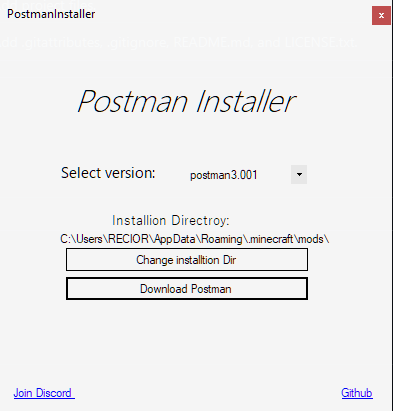 PostmanInstaller
x
Postman Installer
Select version:
postman3.001
Installion Directroy:
C:\Users\RECIOR\AppData\Roaming\.minecraft\mods\
Change installtion Dir
Download Postman
Join Discord
Github